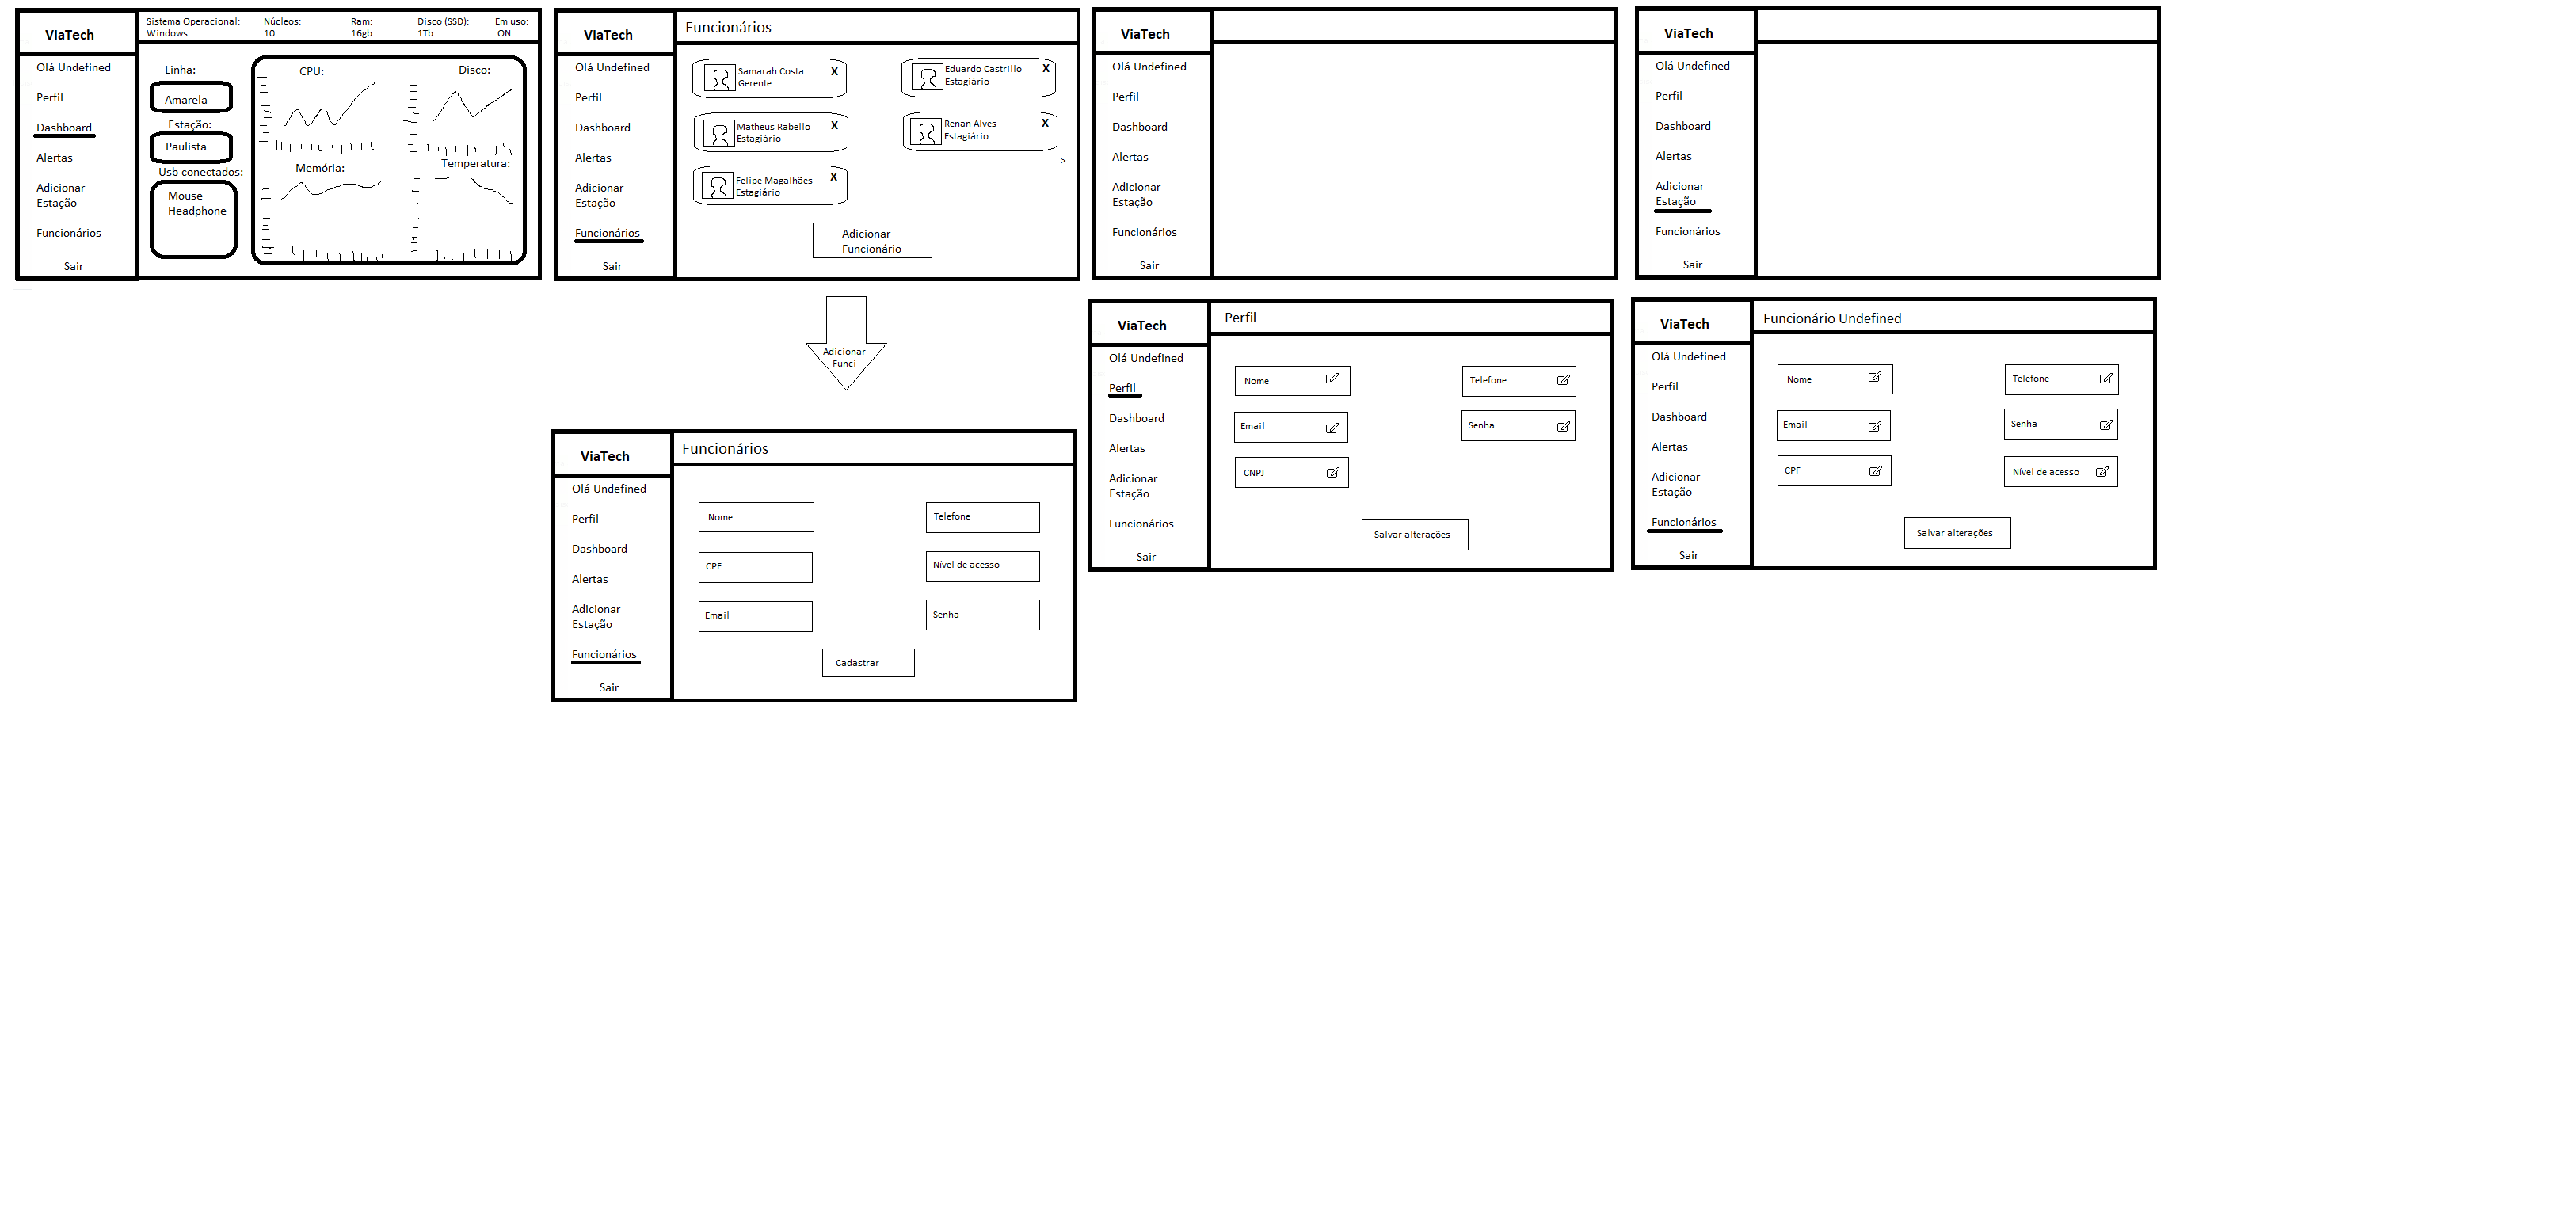 ViaTech
Olá Undefined
Perfil
Dashboard
Alertas
Adicionar
Estação
Funcionários
Sair
Sistema Operacional:
Windows
Núcleos:
10
Ram:
16gb
Disco (SSD):
1Tb
Em uso:
ON
Linha:
Amarela
Estação:
Paulista
Usb conectados:
Mouse
Headphone
CPU:
Disco:
Memória:
Temperatura:
ViaTech
Olá Undefined
Perfil
Dashboard
Alertas
Adicionar
Estação
Funcionários
Sair
Funcionários
Samarah Costa
Gerente
X
Eduardo Castrillo
Estagiário
X
Matheus Rabello
Estagiário
X
Renan Alves
Estagiário
X
Felipe Magalhães
Estagiário
X
>
Adicionar
Funcionário
ViaTech
Olá Undefined
Perfil
Dashboard
Alertas
Adicionar
Estação
Funcionários
Sair
ViaTech
Olá Undefined
Perfil
Dashboard
Alertas
Adicionar
Estação
Funcionários
Sair
Adicionar
Funci
ViaTech
Olá Undefined
Perfil
Dashboard
Alertas
Adicionar
Estação
Funcionários
Sair
Funcionários
Nome
Telefone
CPF
Nível de acesso
Email
Senha
Cadastrar
ViaTech
Olá Undefined
Perfil
Dashboard
Alertas
Adicionar
Estação
Funcionários
Sair
Perfil
Nome
Telefone
Email
Senha
CNPJ
Salvar alterações
ViaTech
Olá Undefined
Perfil
Dashboard
Alertas
Adicionar
Estação
Funcionários
Sair
Funcionário Undefined
Nome
Telefone
Email
Senha
CPF
Nível de acesso
Salvar alterações